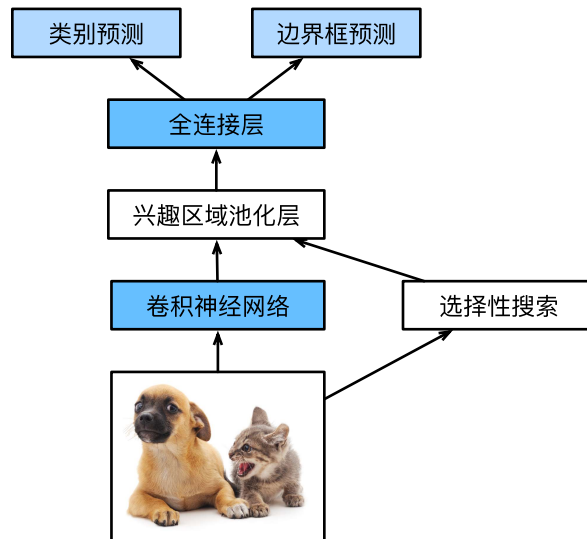 类别预测
边界框预测
全连接层
兴趣区域池化层
卷积神经网络
选择性搜索